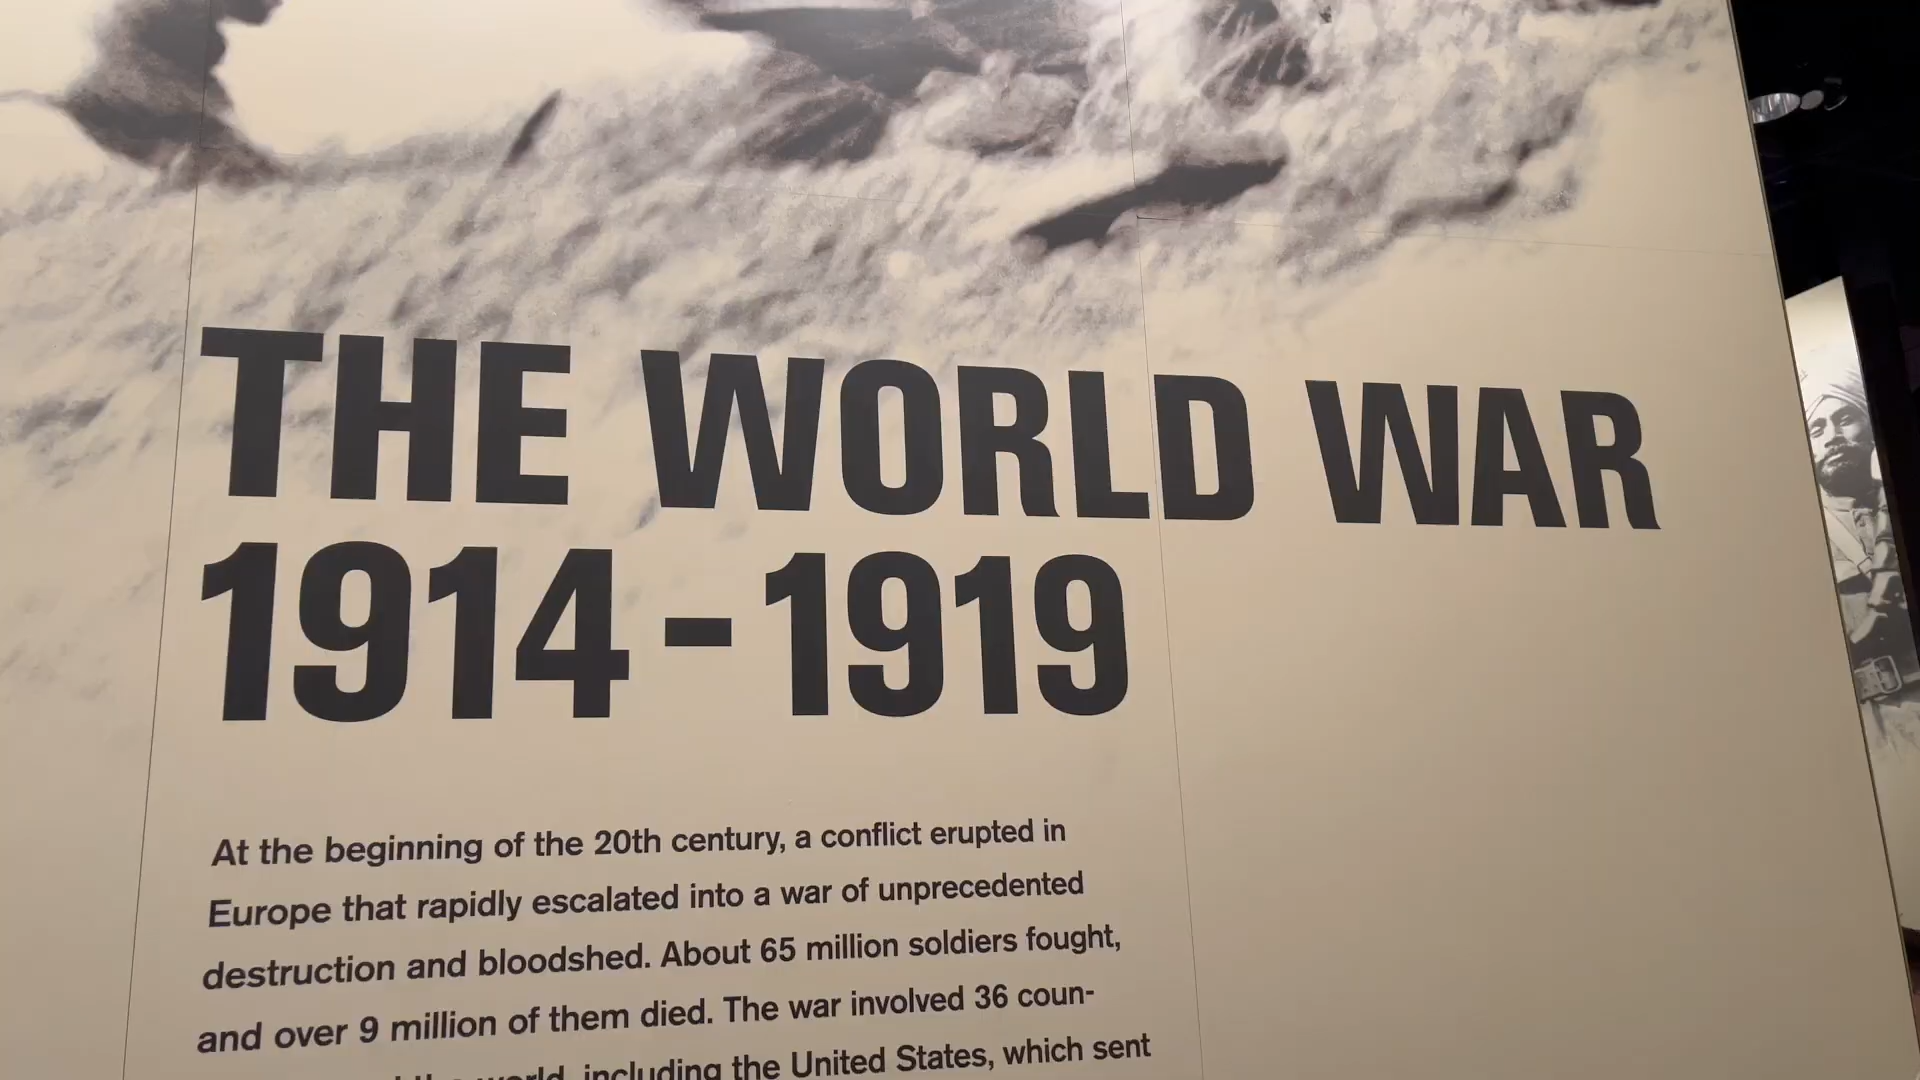 THE WORLD WAR
1914-1919
At the beginning of the 20th century, a conflict erupted in
Europe that rapidly escalated into a war of unprecedented
destruction and bloodshed. About 65 million soldiers fought,
and over 9 million of them died. The war involved 36 coun-
the world, including the United States, which sent